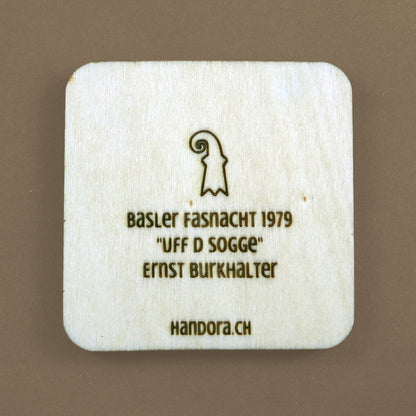 Basler Fasnacht 1979
"Uff d Sogge"
Ernst Burkhalter
Handora.ch